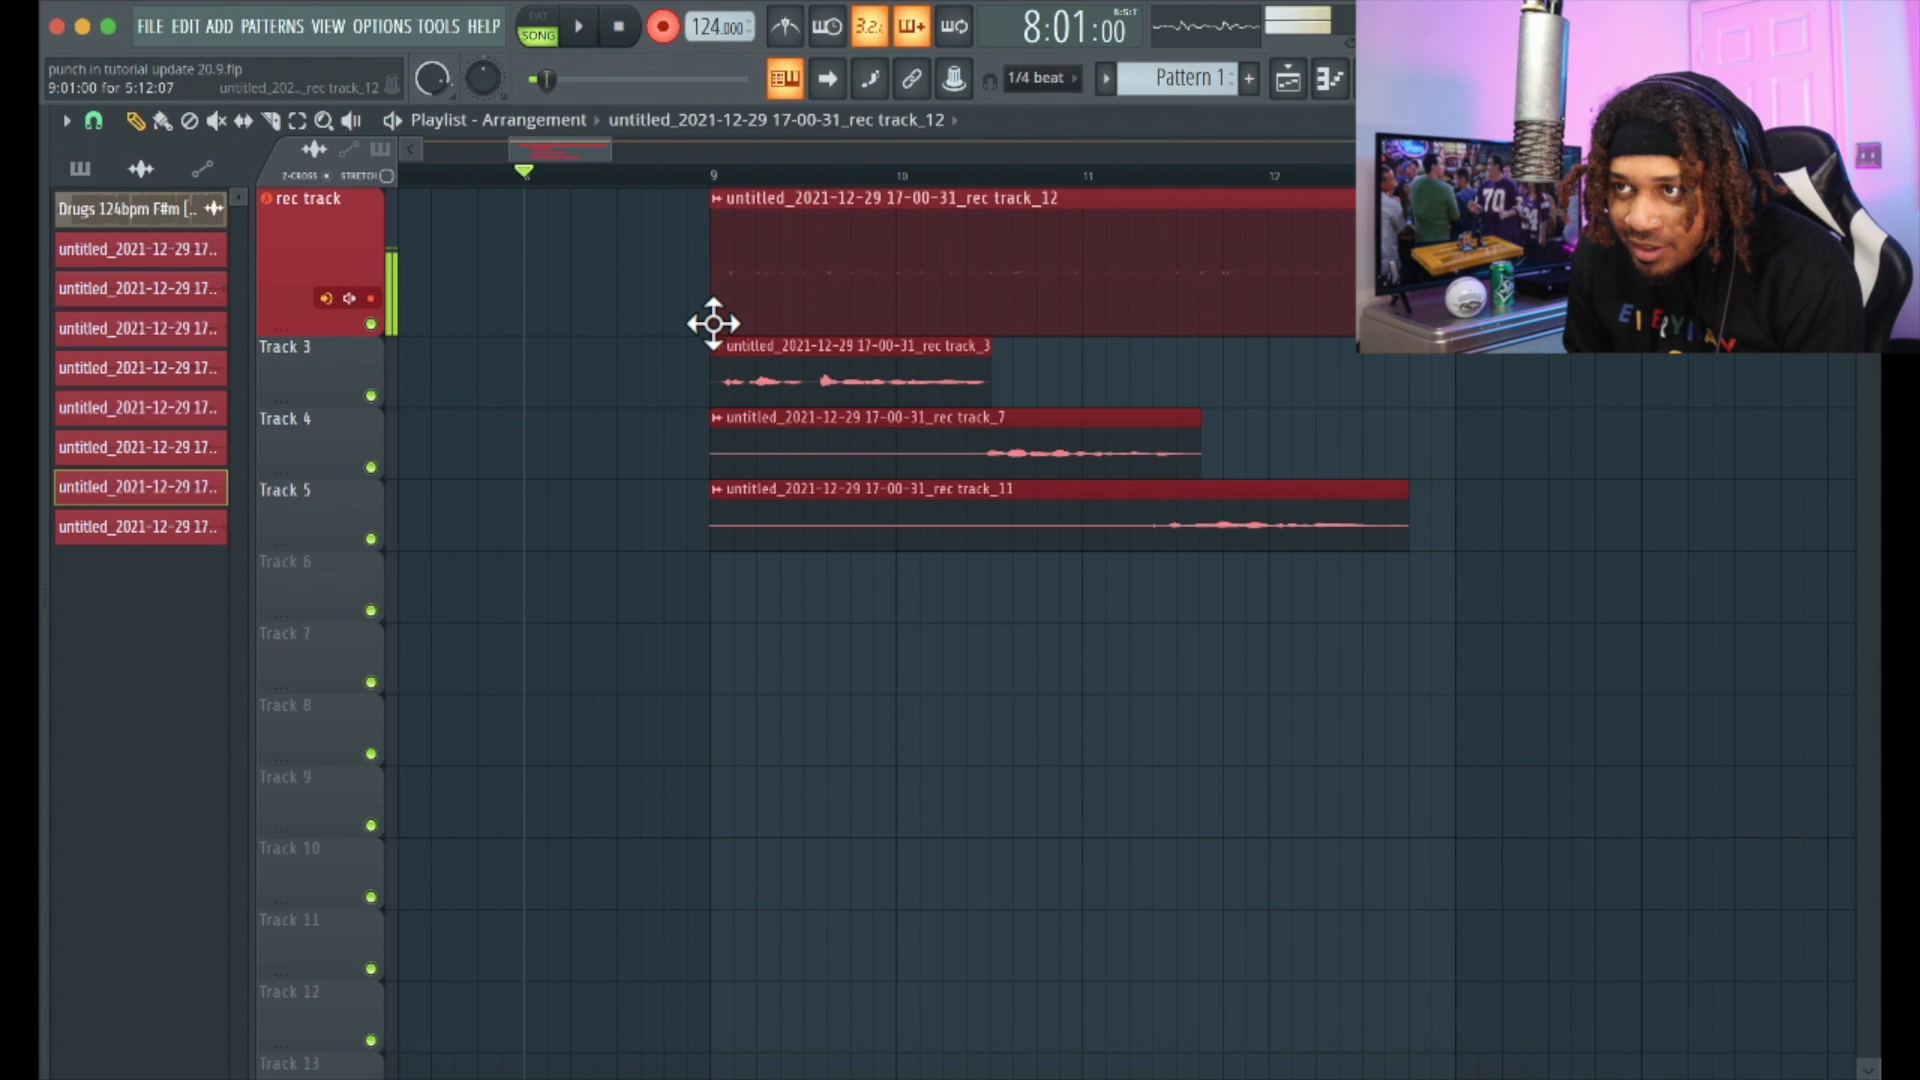 FILE EDIT ADD PATTERNS VIEW OPTIONS TOOLS HELP
PAT
SONG
124.000
3.2.:
8:01:00
B:S:T
punch in tutorial update 20.9.flp
9:01:00 for 5:12:07
untitled_202.._rec track_12
1/4 beat
Pattern 1
Playlist - Arrangement
untitled_2021-12-29 17-00-31_rec track_12
Z-CROSS
STRETCH
9
10
11
12
Drugs 124bpm F#m [..
untitled_2021-12-29 17..
untitled_2021-12-29 17..
untitled_2021-12-29 17..
untitled_2021-12-29 17..
untitled_2021-12-29 17..
untitled_2021-12-29 17..
untitled_2021-12-29 17..
untitled_2021-12-29 17..
rec track
untitled_2021-12-29 17-00-31_rec track_12
Track 3
untitled_2021-12-29 17-00-31_rec track_3
Track 4
untitled_2021-12-29 17-00-31_rec track_7
Track 5
untitled_2021-12-29 17-00-31_rec track_11
Track 6
Track 7
Track 8
Track 9
Track 10
Track 11
Track 12
Track 13
70
24